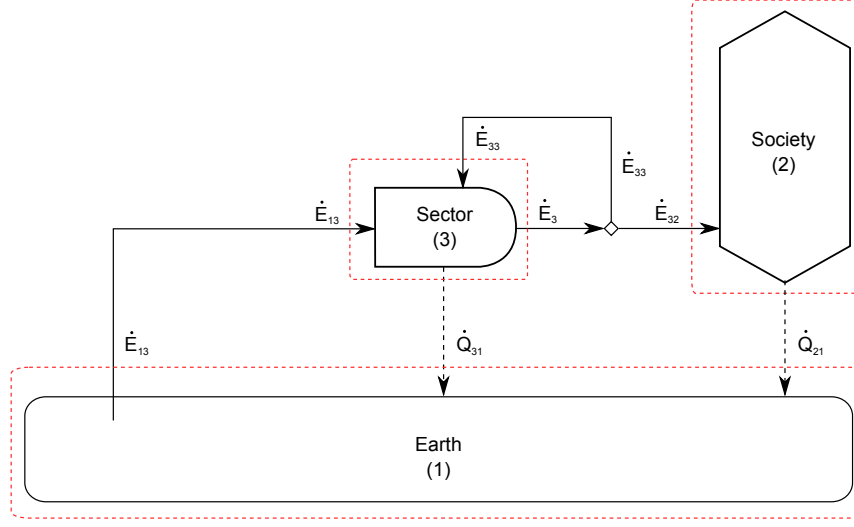 Society
(2)
Ė₃₃
Ė₃₃
Ė₁₃
Sector
(3)
Ė₃
Ė₃₂
Ė₁₃
Q̇₃₁
Q̇₂₁
Earth
(1)